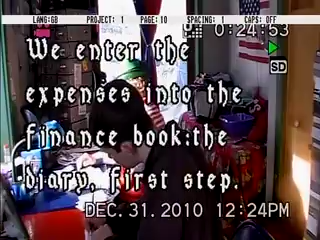 LANG:GB PROJECT: 1 PAGE: 10 SPACING: 1 CAPS: OFF
0:24:53
We enter the
SD
expenses into the
finance book:the
diary, first step.
DEC.31.2010 12:24PM